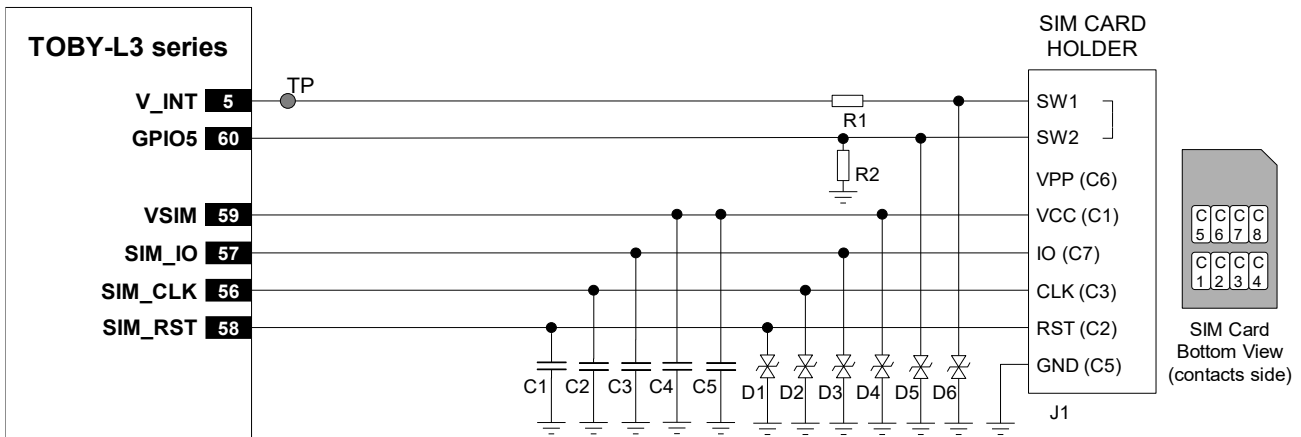 TOBY-L3 series
V_INT 5
TP
GPIO5 60
VSIM 59
SIM_IO 57
SIM_CLK 56
SIM_RST 58
R1
R2
C1 C2 C3 C4 C5 D1 D2 D3 D4 D5 D6
SIM CARD
HOLDER
SW1
SW2
VPP (C6)
VCC (C1)
IO (C7)
CLK (C3)
RST (C2)
GND (C5)
J1
C C C C
5 6 7 8
C C C C
1 2 3 4
SIM Card
Bottom View
(contacts side)